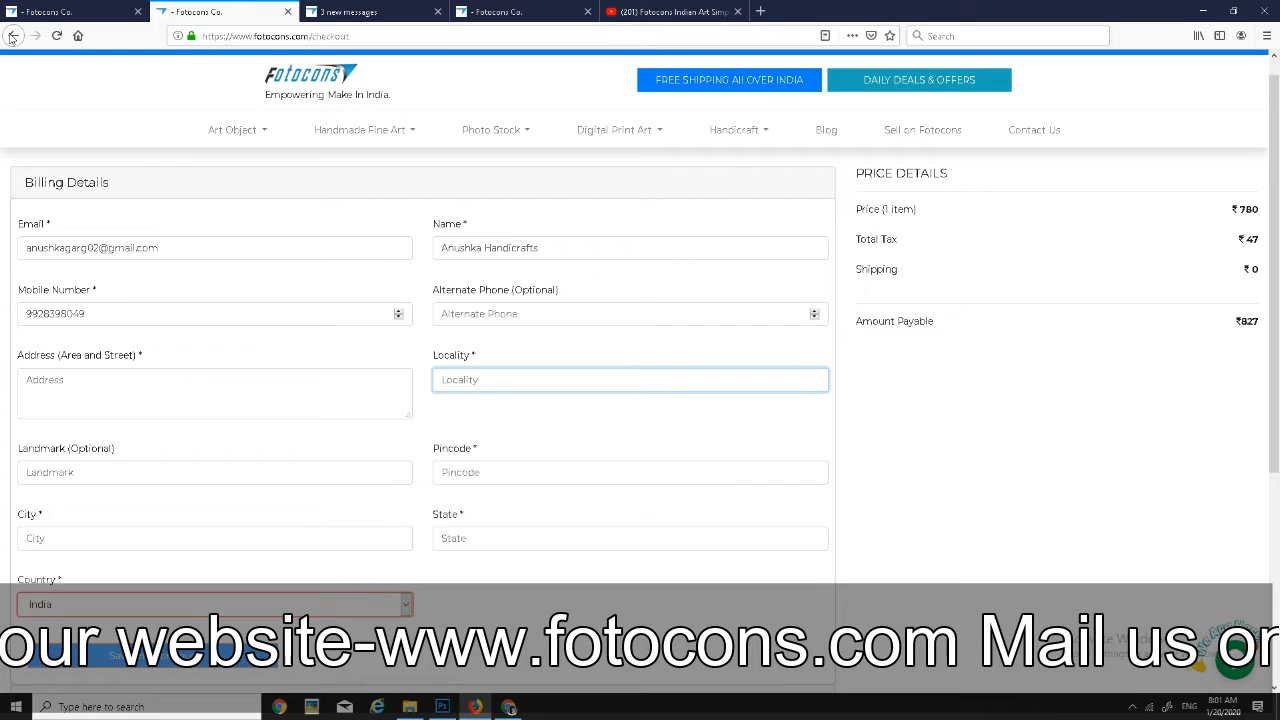 - Fotocons Co.
- Fotocons Co.
3 new messages
- Fotocons Co.
(201) Fotocons Indian Art Simp
https://www.fotocons.com/checkout
Search
Fotocons
Empowering Make In India.
FREE SHIPPING All OVER INDIA
DAILY DEALS & OFFERS
Art Object
Handmade Fine Art
Photo Stock
Digital Print Art
Handicraft
Blog
Sell on Fotocons
Contact Us
Billing Details
Email *
Name *
anushkagarg02@gmail.com
Anushka Handicrafts
Mobile Number *
Alternate Phone (Optional)
9928398049
Alternate Phone
Address (Area and Street) *
Locality *
Address
Locality
Landmark (Optional)
Pincode *
Landmark
Pincode
City *
State *
City
State
Country *
India
PRICE DETAILS
Price (1 item) ₹ 780
Total Tax ₹ 47
Shipping ₹ 0
Amount Payable ₹827
our website-www.fotocons.com Mail us on
Type here to search
ENG
8:01 AM
1/20/2020